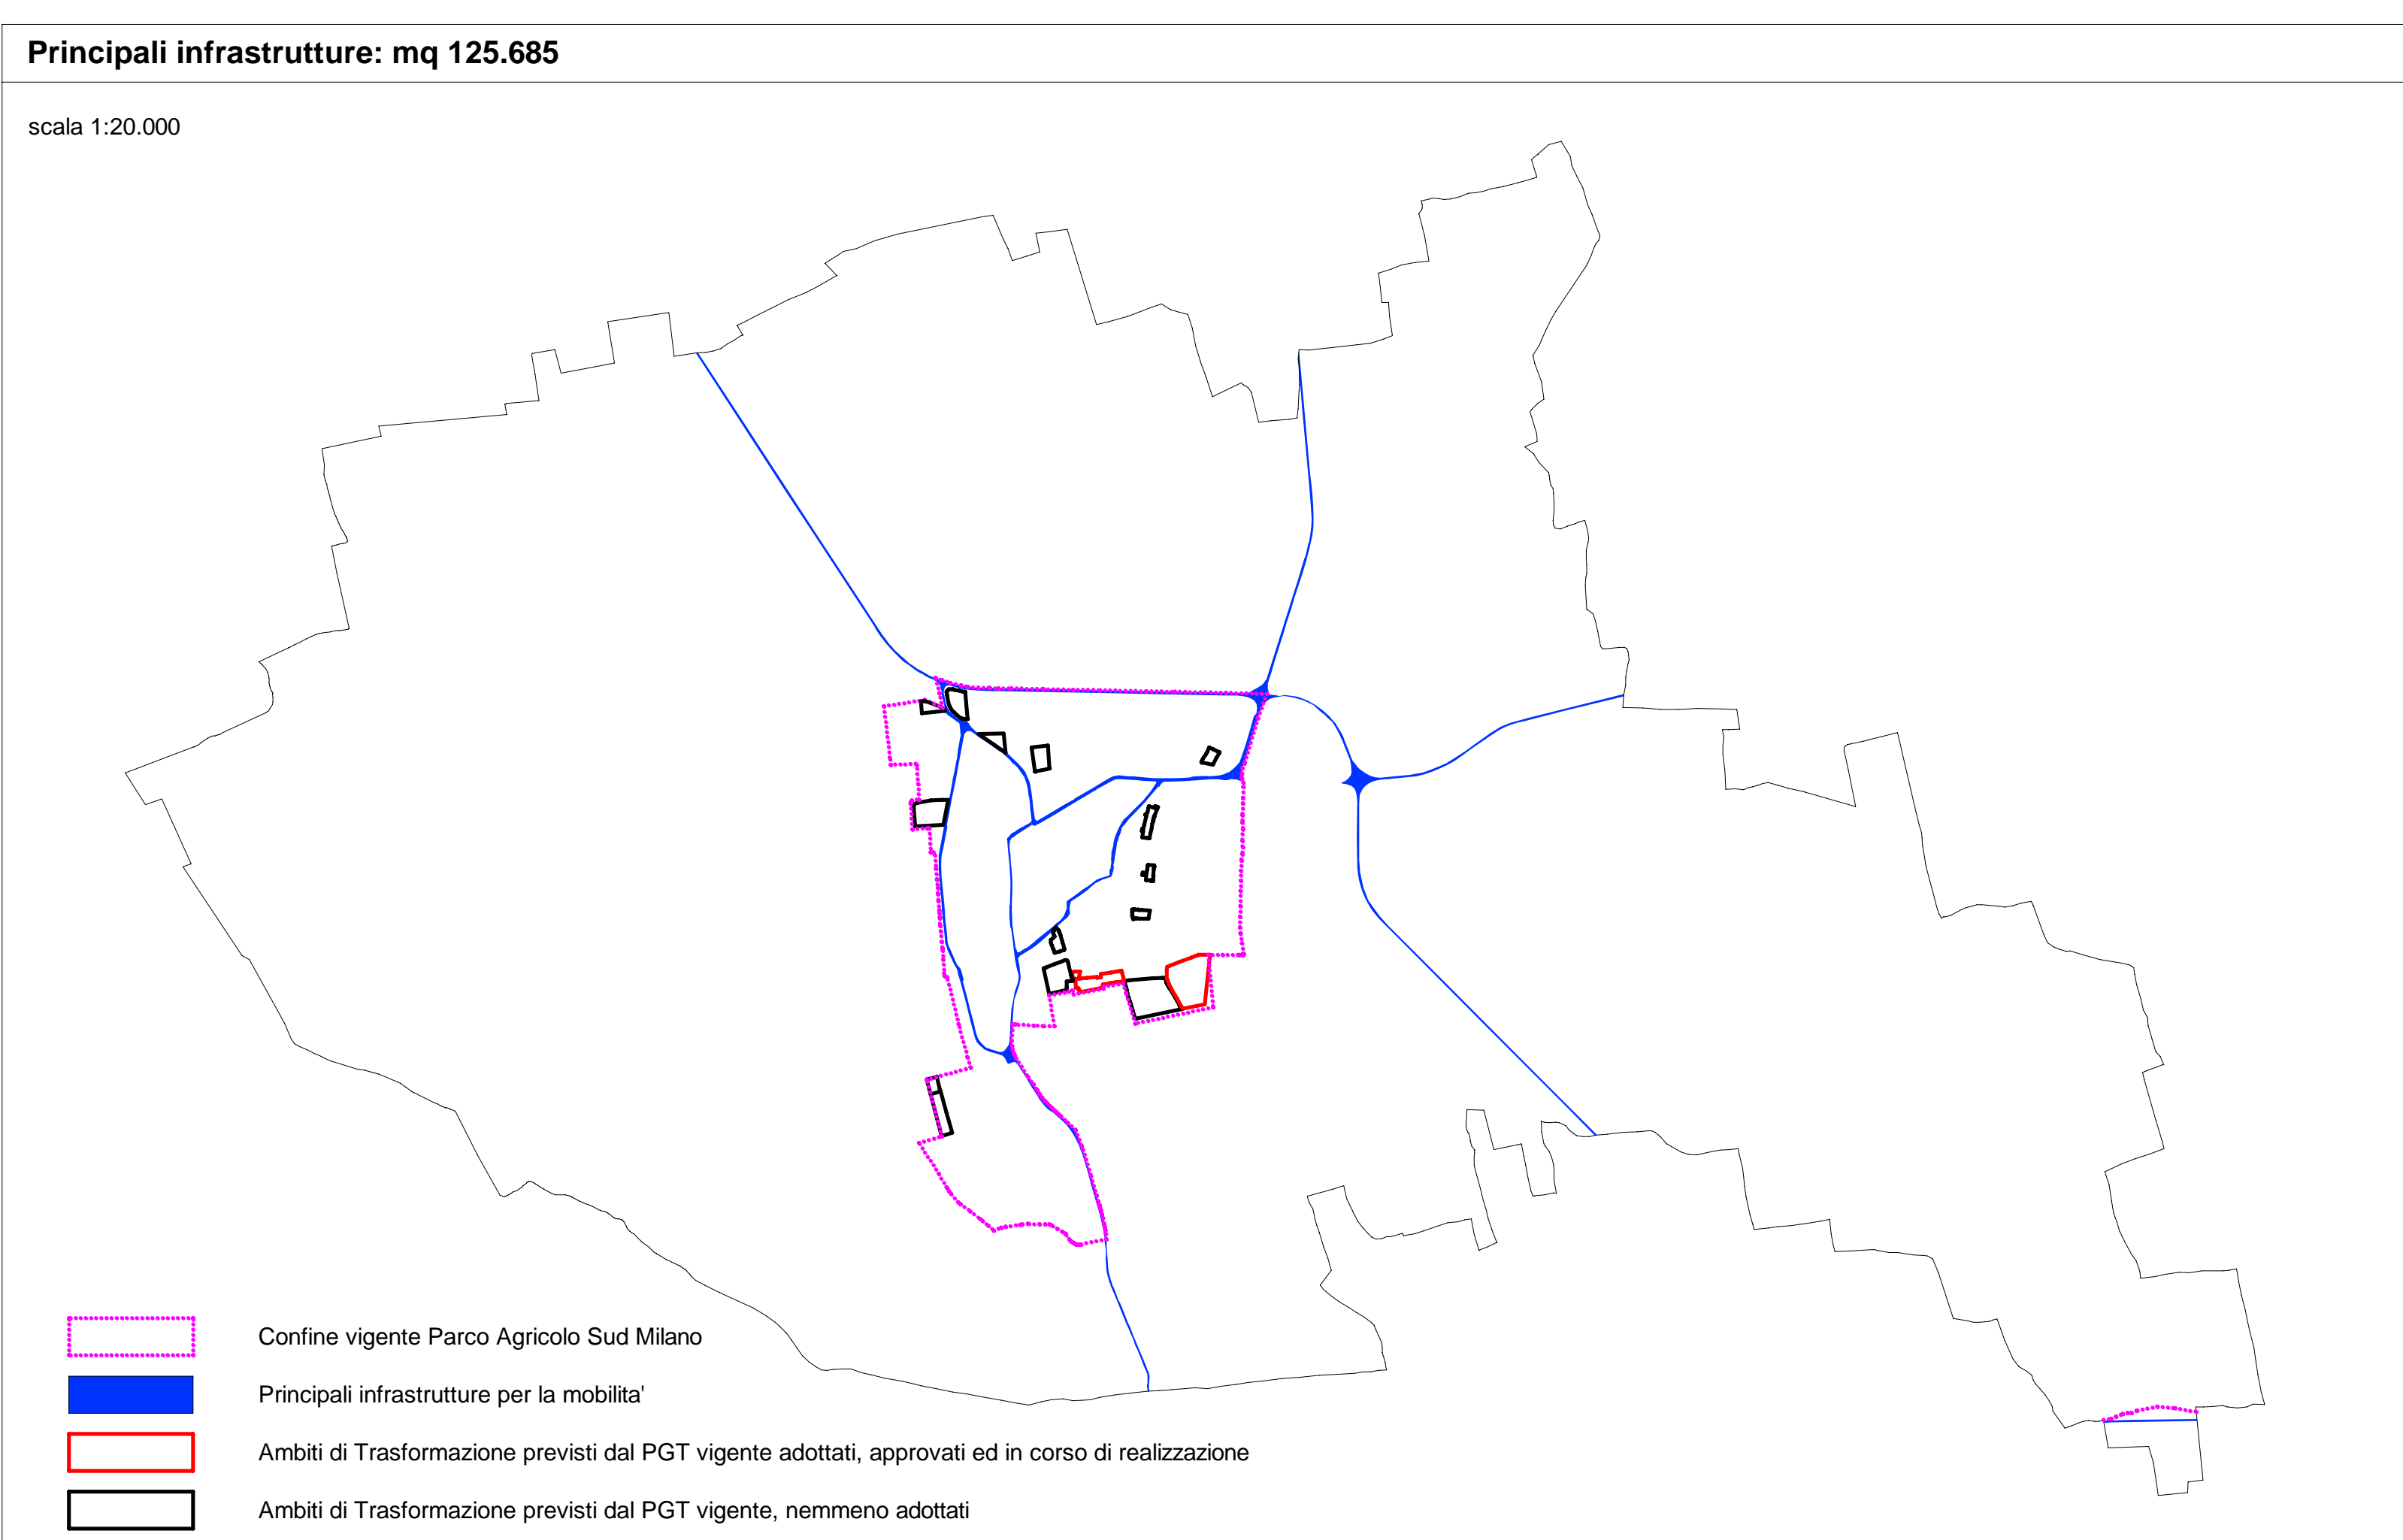 Principali infrastrutture: mq 125.685
scala 1:20.000
Confine vigente Parco Agricolo Sud Milano
Principali infrastrutture per la mobilita'
Ambiti di Trasformazione previsti dal PGT vigente adottati, approvati ed in corso di realizzazione
Ambiti di Trasformazione previsti dal PGT vigente, nemmeno adottati